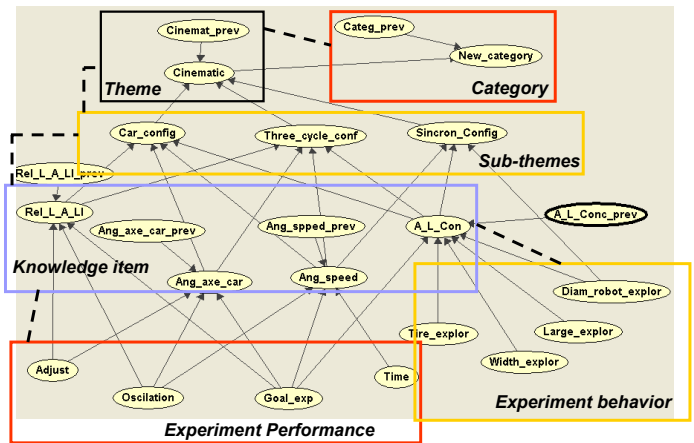 Cinemat_prev
Categ_prev
New_category
Cinematic
Theme
Category
Car_config
Three_cycle_conf
Sincron_Config
Sub-themes
Rel_L_A_LI_prev
Rel_L_A_LI
Ang_axe_car_prev
Ang_spped_prev
A_L_Con
A_L_Conc_prev
Knowledge item
Ang_axe_car
Ang_speed
Diam_robot_explor
Tire_explor
Large_explor
Width_explor
Adjust
Oscilation
Goal_exp
Time
Experiment behavior
Experiment Performance